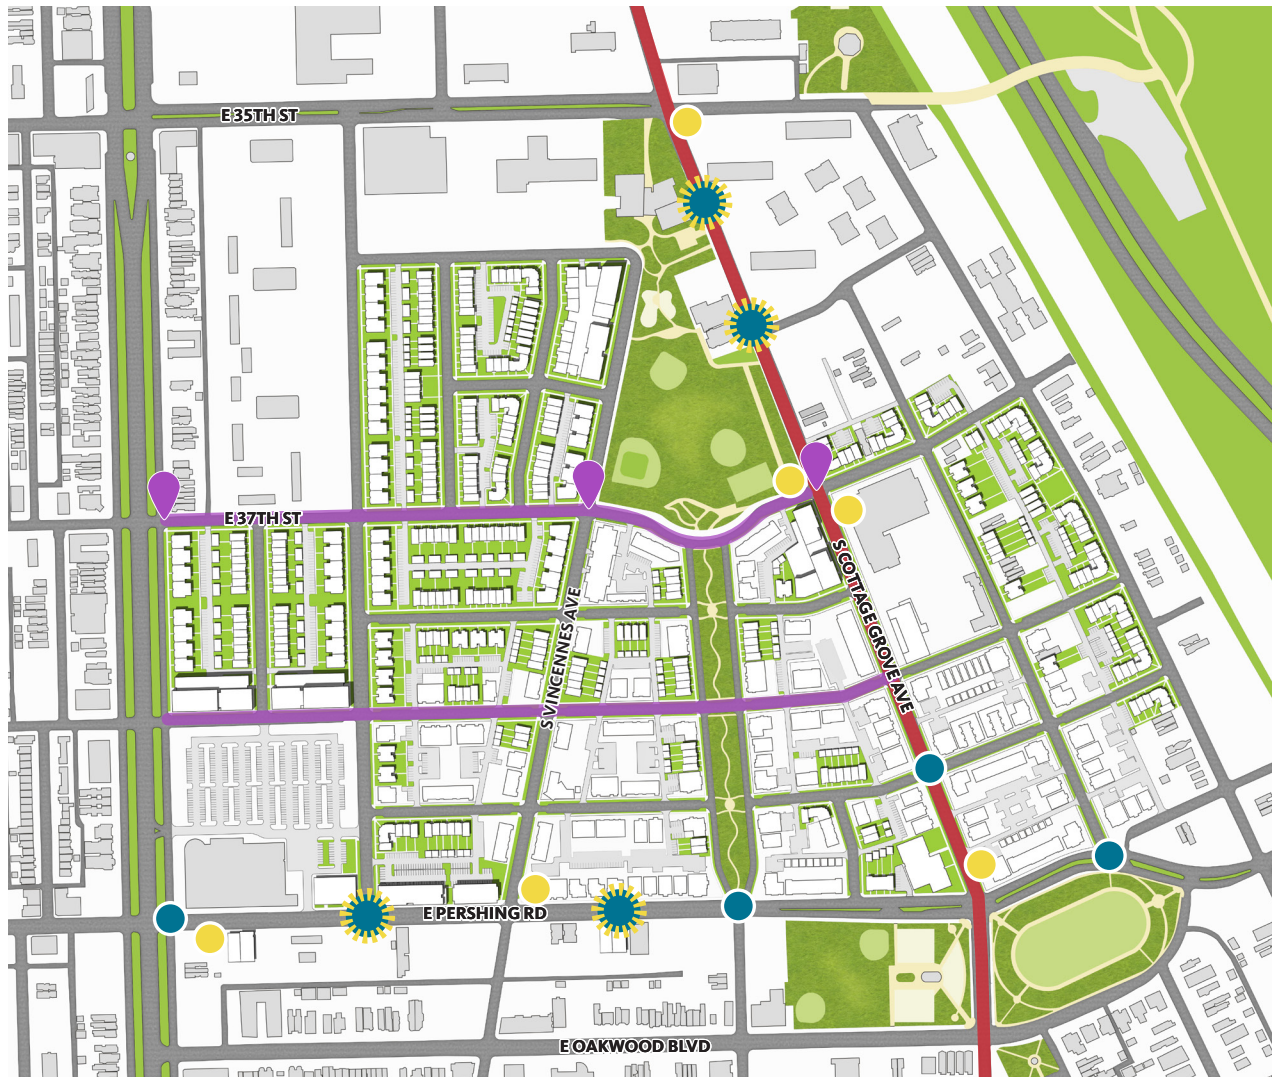 E 35TH ST
E 37TH ST
S COTTAGE GROVE AVE
S VINCENNES AVE
E PERSHING RD
E OAKWOOD BLVD